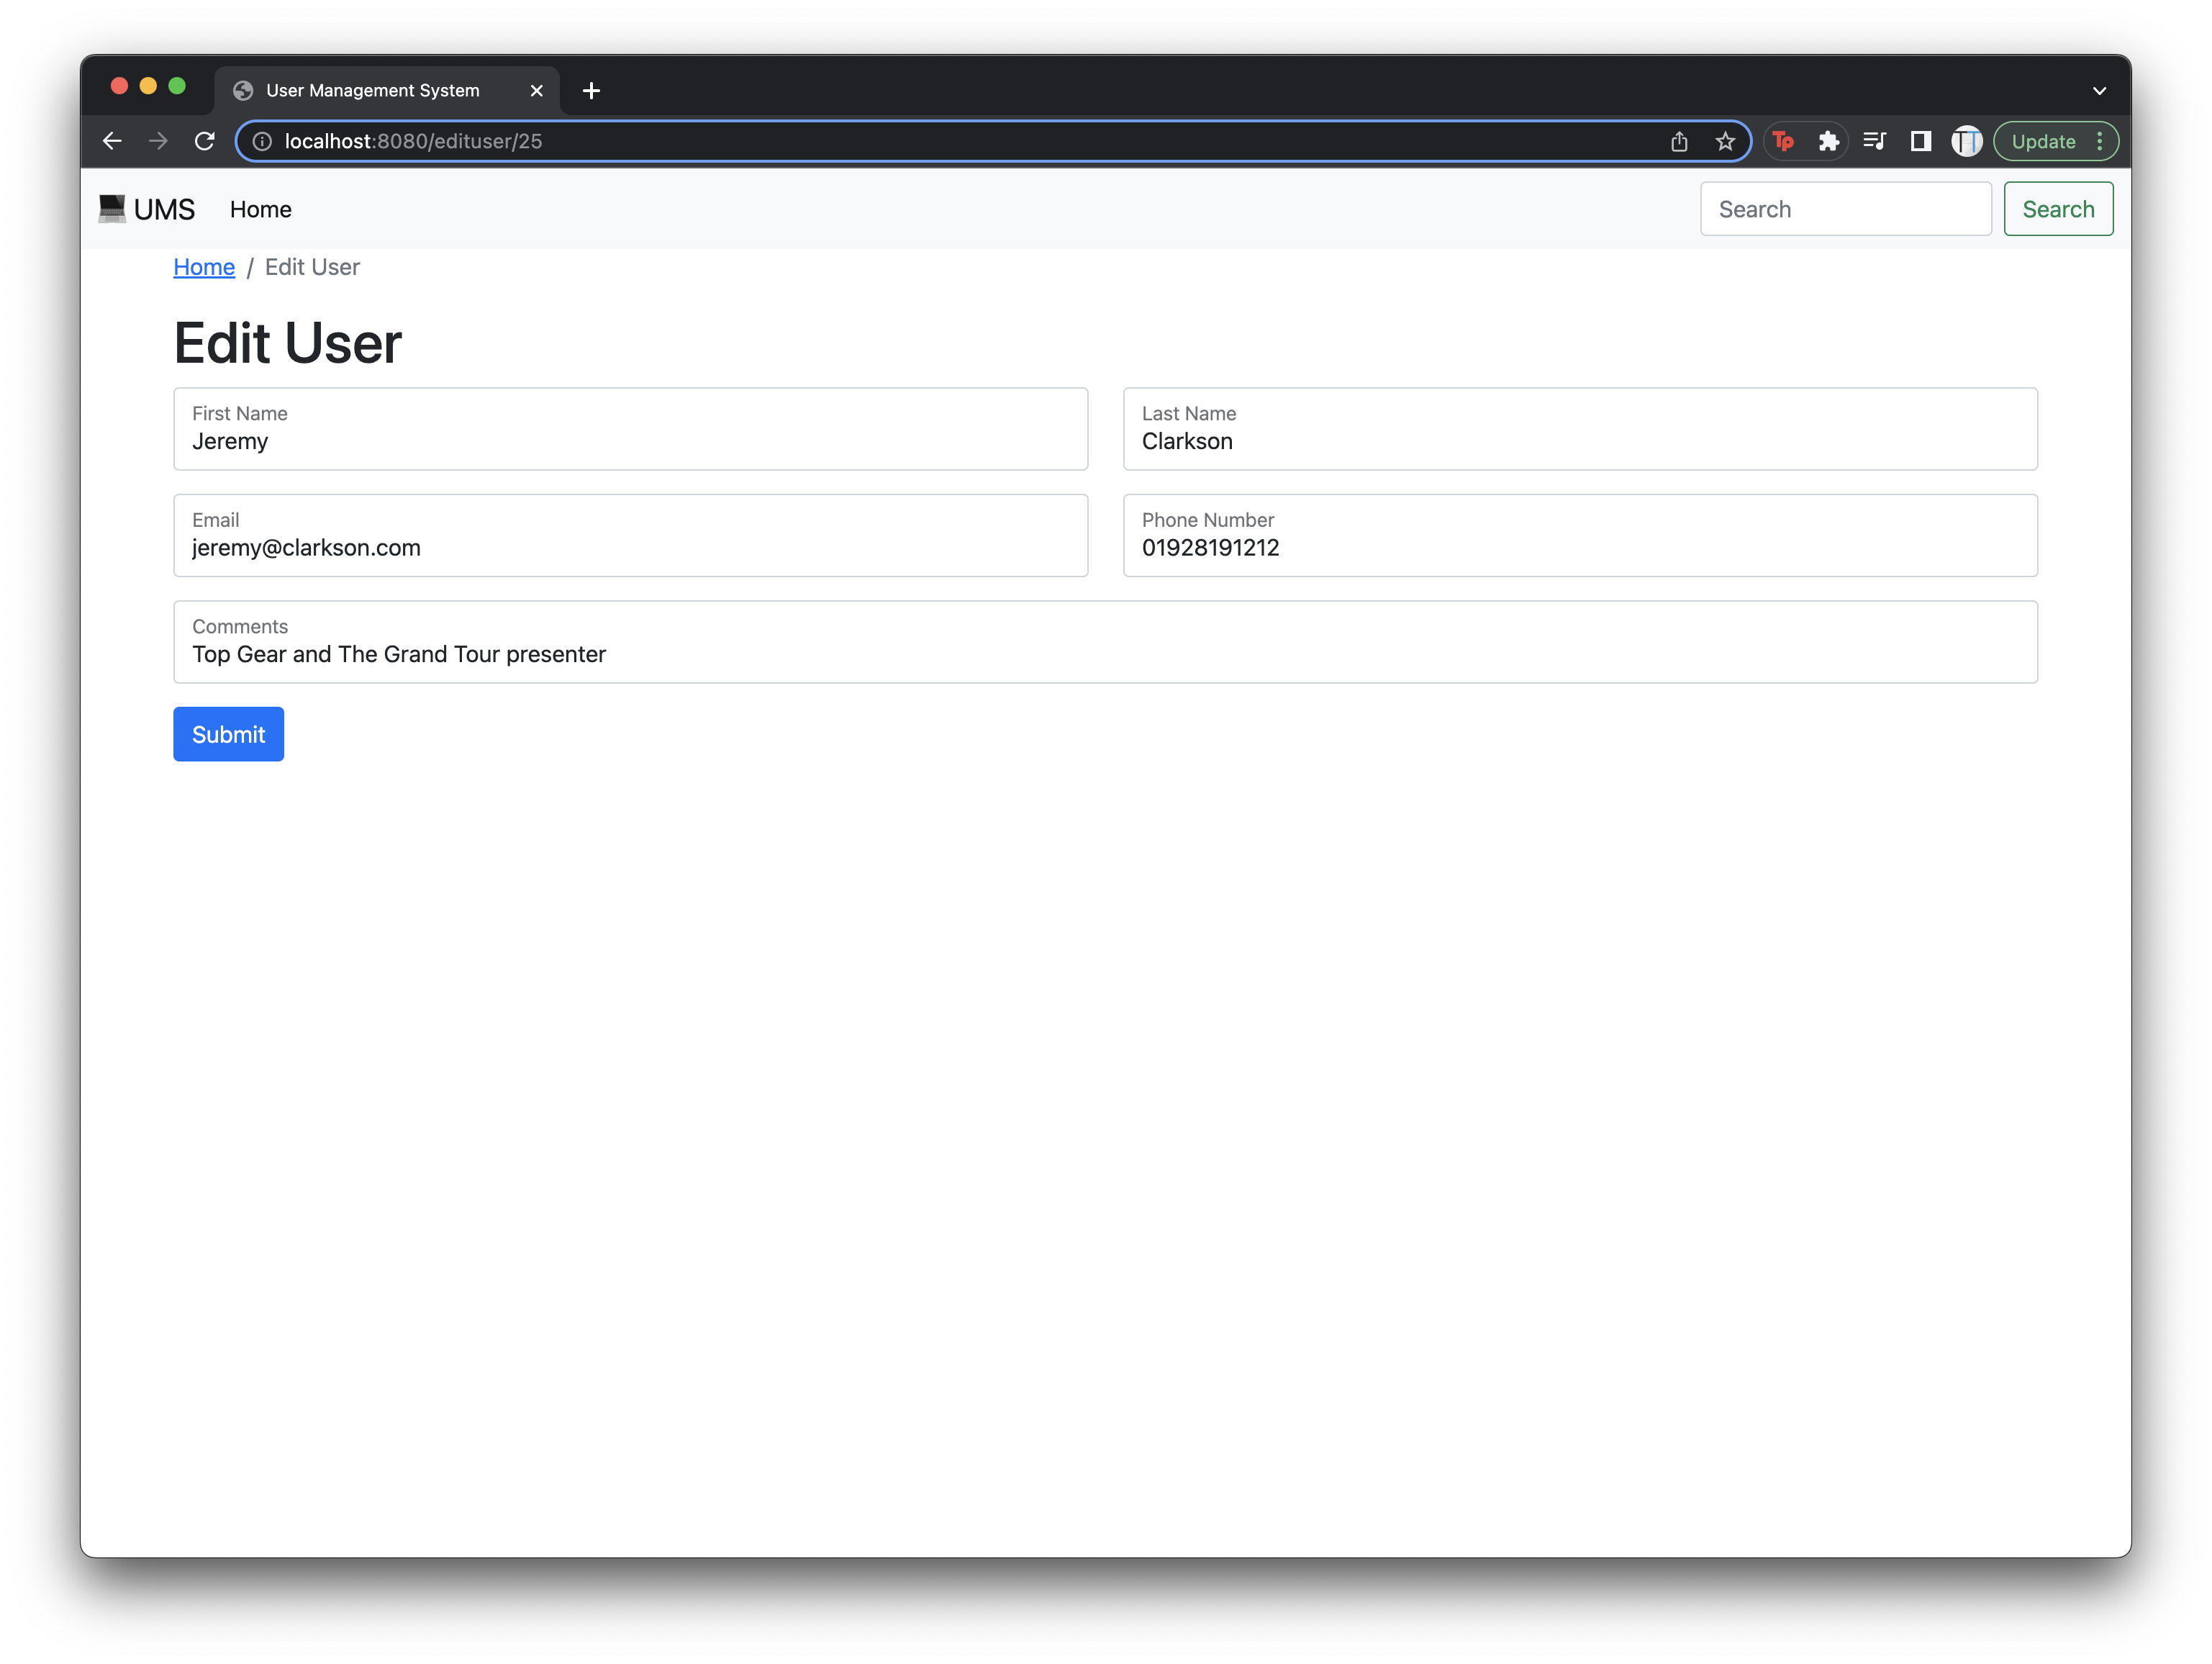 User Management System
localhost:8080/edituser/25
Tp
TT
Update
UMS Home Search Search
Home / Edit User
Edit User
First Name
Jeremy
Last Name
Clarkson
Email
jeremy@clarkson.com
Phone Number
01928191212
Comments
Top Gear and The Grand Tour presenter
Submit